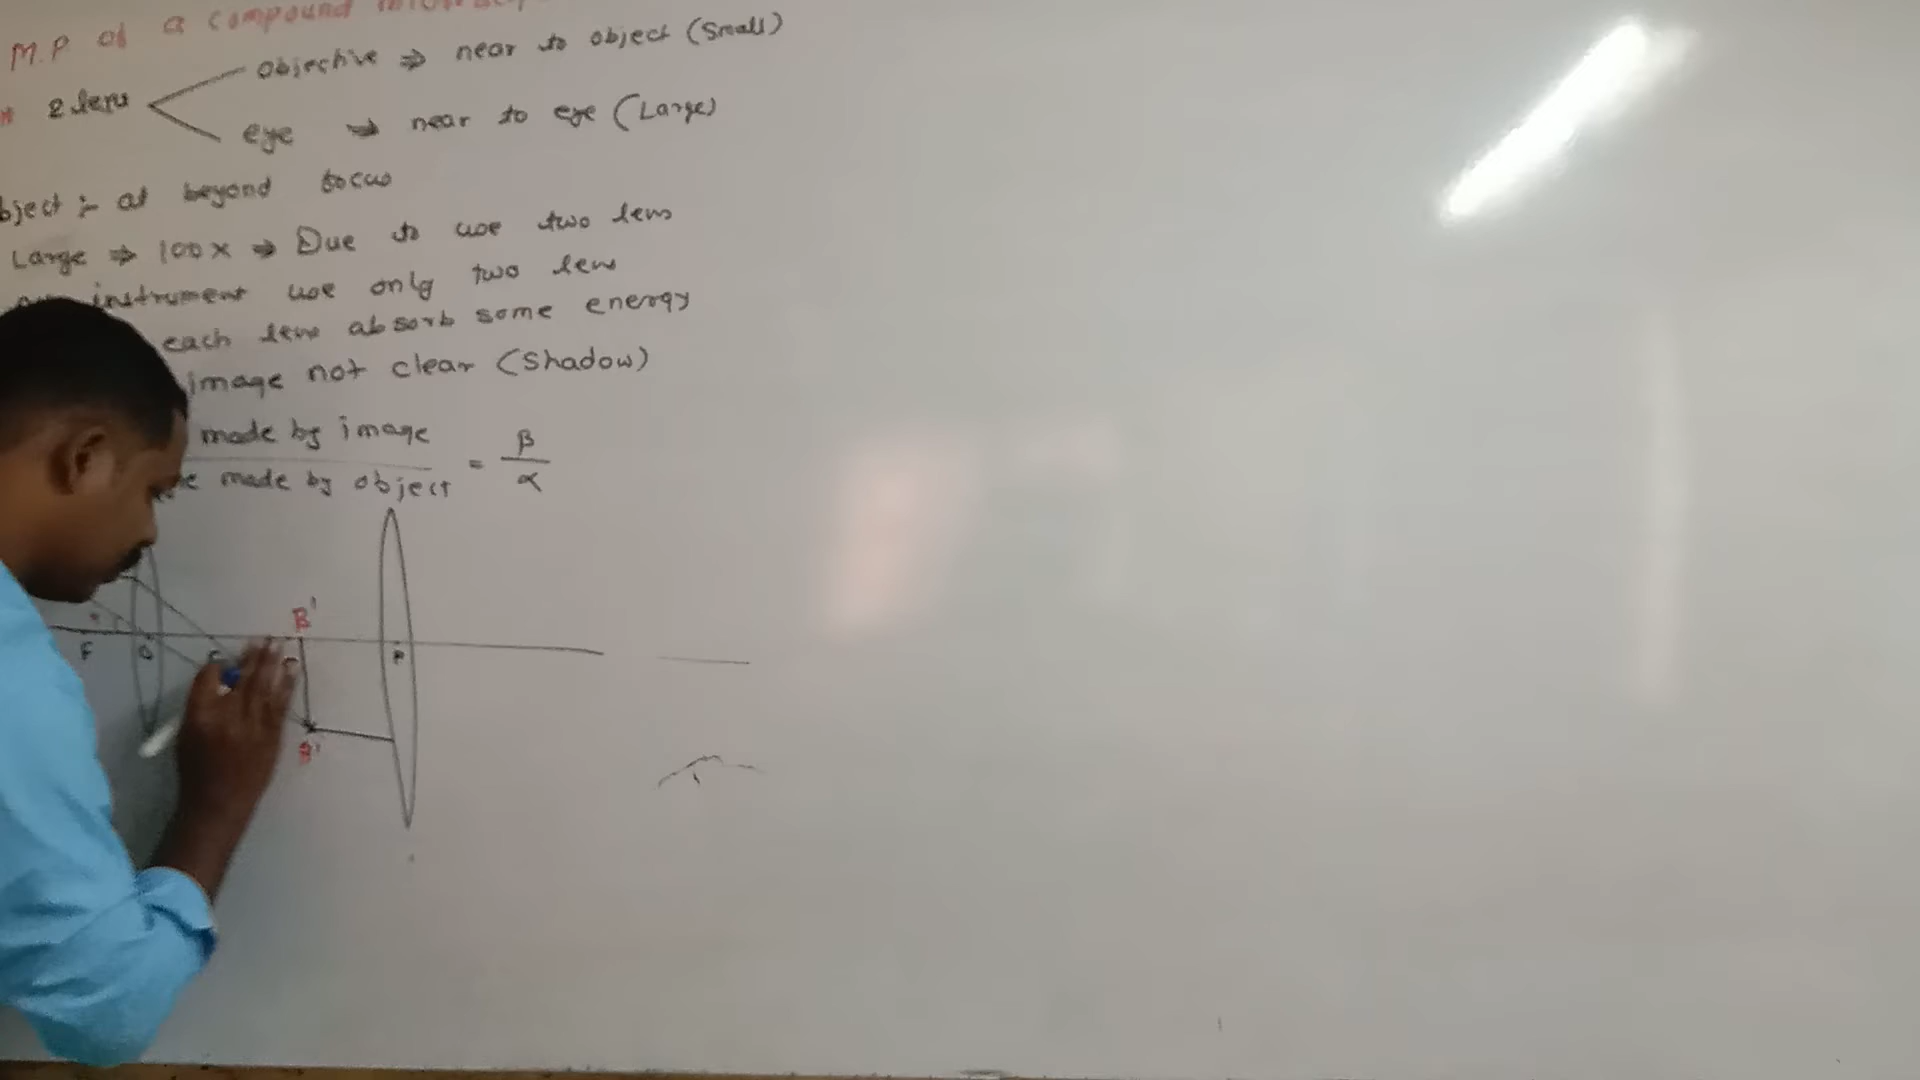 M.P of a compound
2 lens
objective ⇒ near to object (Small)
eye ⇒ near to eye (Large)
bject :- at beyond focus
Large ⇒ 100x ⇒ Due to use two lens
instrument use only two lens
each lens absorb some energy
image not clear (Shadow)
made by image
made by object
= β/α
B'
F
O
P